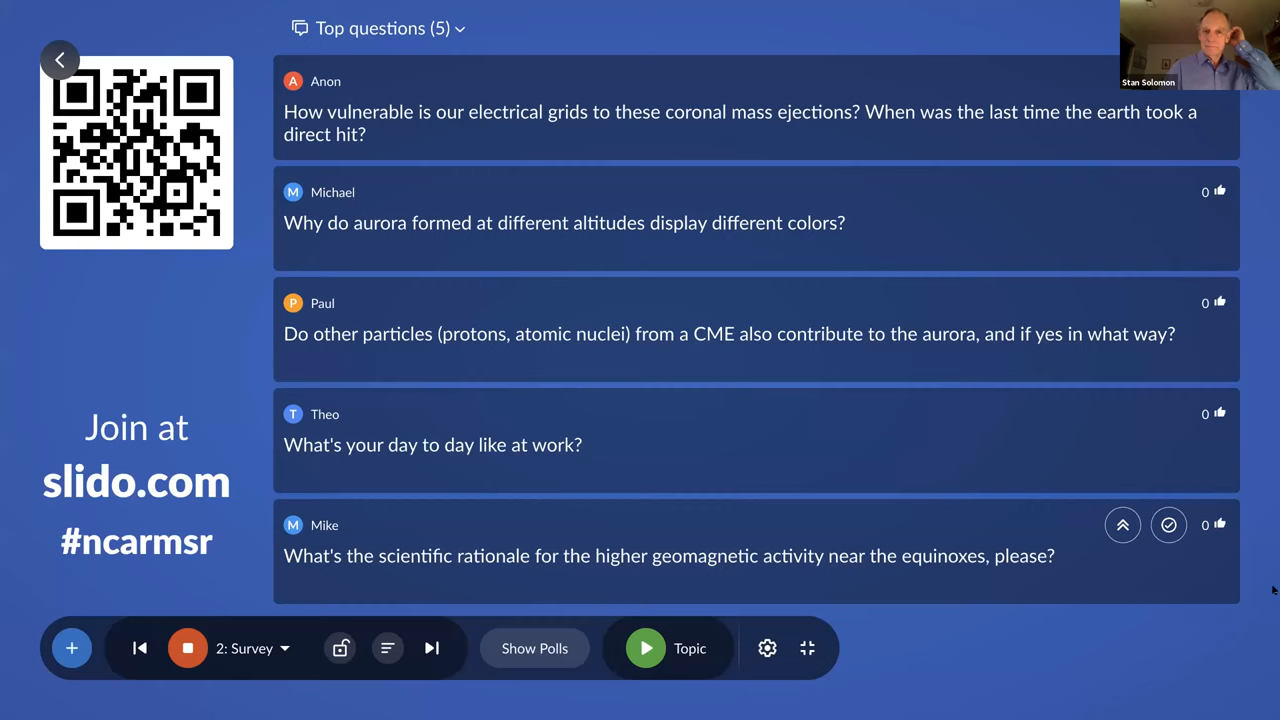 Top questions (5)
Stan Solomon
A Anon
How vulnerable is our electrical grids to these coronal mass ejections? When was the last time the earth took a
direct hit?
M Michael
0
Why do aurora formed at different altitudes display different colors?
P Paul
0
Do other particles (protons, atomic nuclei) from a CME also contribute to the aurora, and if yes in what way?
T Theo
0
What's your day to day like at work?
M Mike
0
What's the scientific rationale for the higher geomagnetic activity near the equinoxes, please?
Join at
slido.com
#ncarmsr
2: Survey
Show Polls
Topic